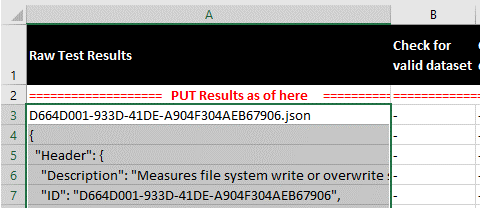 A B
1 Raw Test Results Check for
valid dataset
2 =================== PUT Results as of here ===================
3 D664D001-933D-41DE-A904F304AEB67906.json -
4 { -
5 "Header": { -
6 "Description": "Measures file system write or overwrite -
7 "ID": "D664D001-933D-41DE-A904F304AEB67906", -